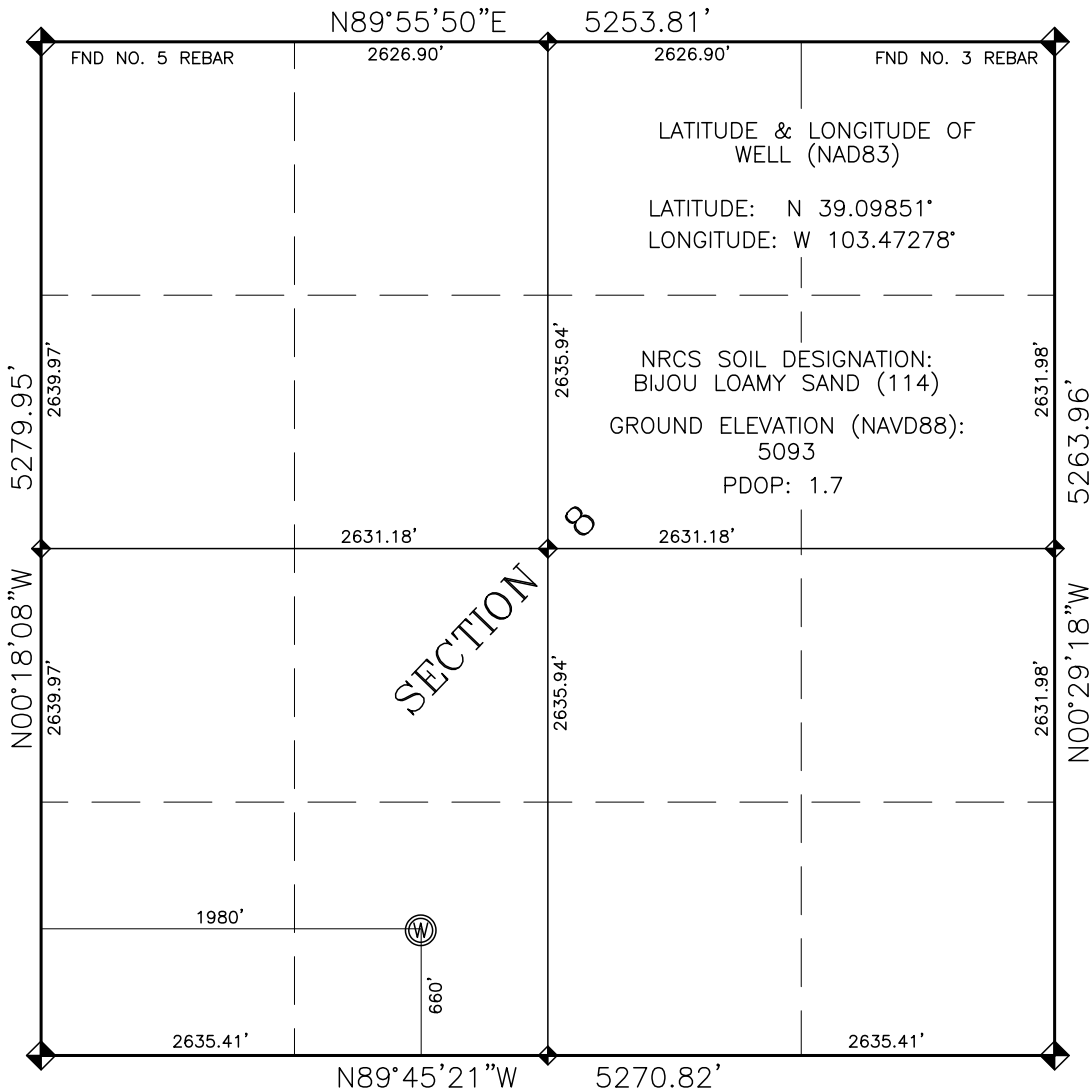 N89°55'50"E 5253.81'
2626.90' 2626.90'
FND NO. 5 REBAR FND NO. 3 REBAR
LATITUDE & LONGITUDE OF
WELL (NAD83)
LATITUDE: N 39.09851°
LONGITUDE: W 103.47278°
NRCS SOIL DESIGNATION:
BIJOU LOAMY SAND (114)
GROUND ELEVATION (NAVD88):
5093
PDOP: 1.7
5279.95'
2639.97'
2635.94'
2631.98'
5263.96'
2631.18' 2631.18'
SECTION 8
N00°18'08"W
2639.97'
2635.94'
2631.98'
N00°29'18"W
1980'
W
660'
2635.41' 2635.41'
N89°45'21"W 5270.82'